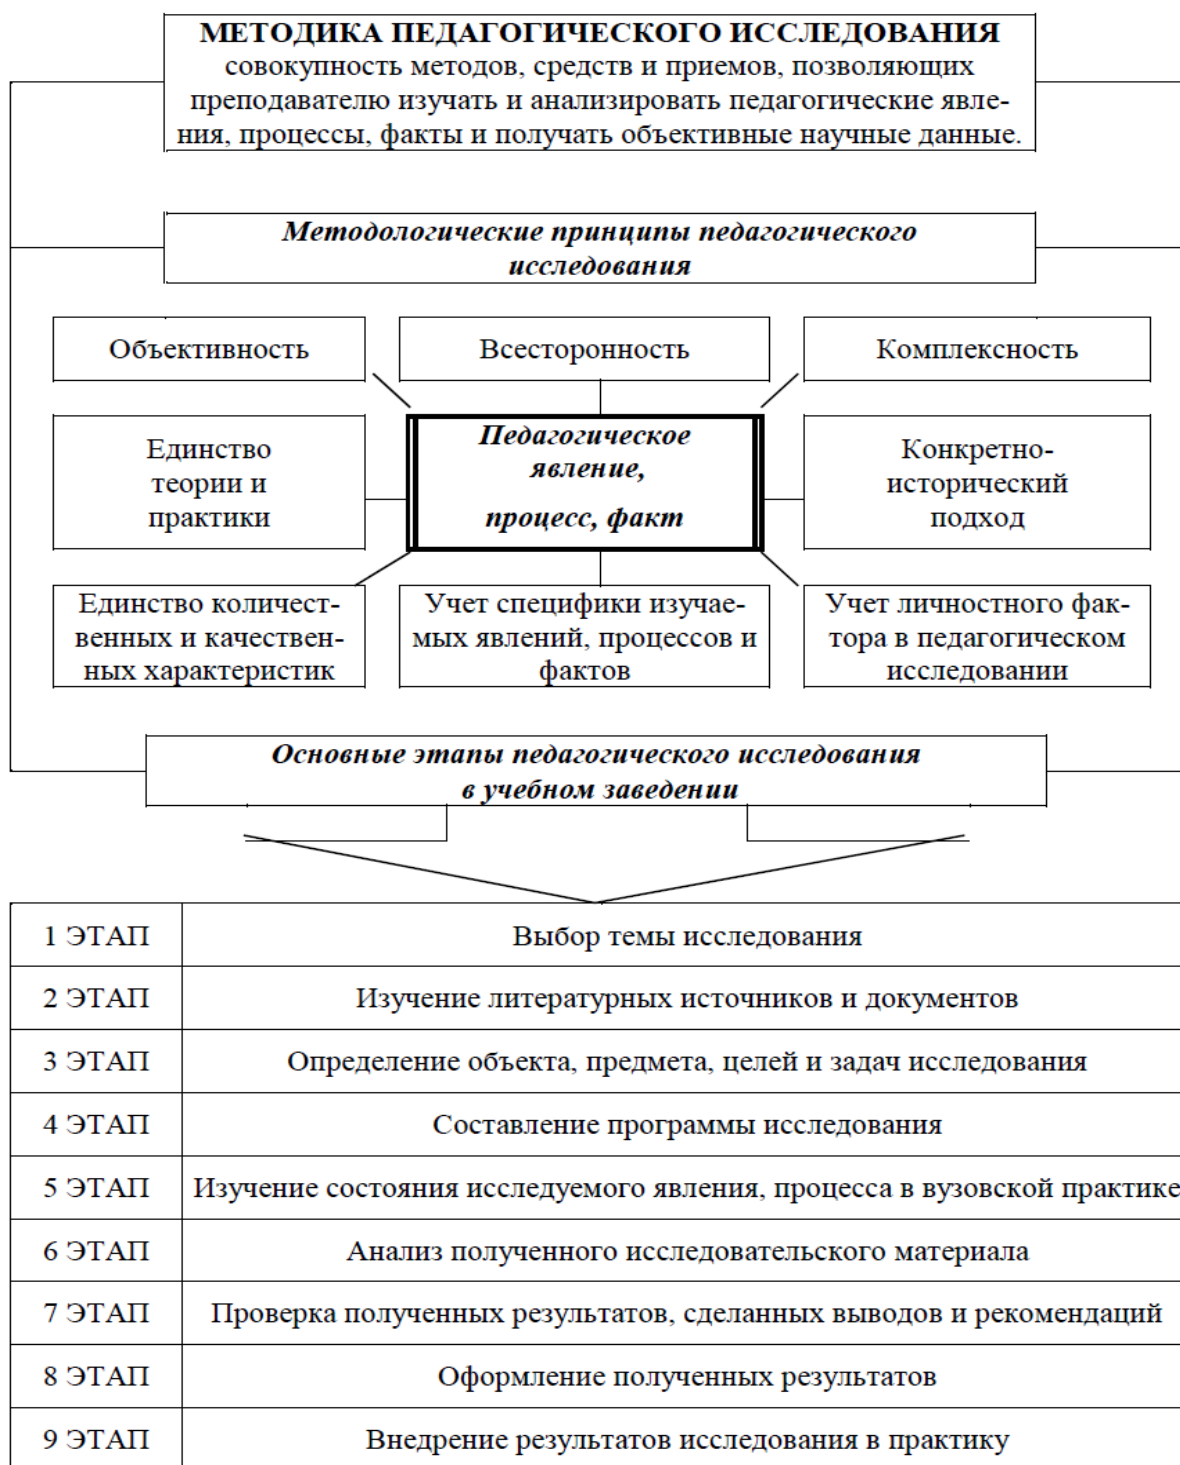 МЕТОДИКА ПЕДАГОГИЧЕСКОГО ИССЛЕДОВАНИЯ
совокупность методов, средств и приемов, позволяющих
преподавателю изучать и анализировать педагогические явле-
ния, процессы, факты и получать объективные научные данные.
Методологические принципы педагогического
исследования
Объективность
Всесторонность
Комплексность
Единство
теории и
практики
Педагогическое
явление,
процесс, факт
Конкретно-
исторический
подход
Единство количест-
венных и качествен-
ных характеристик
Учет специфики изучае-
мых явлений, процессов и
фактов
Учет личностного фак-
тора в педагогическом
исследовании
Основные этапы педагогического исследования
в учебном заведении
1 ЭТАП Выбор темы исследования
2 ЭТАП Изучение литературных источников и документов
3 ЭТАП Определение объекта, предмета, целей и задач исследования
4 ЭТАП Составление программы исследования
5 ЭТАП Изучение состояния исследуемого явления, процесса в вузовской практике
6 ЭТАП Анализ полученного исследовательского материала
7 ЭТАП Проверка полученных результатов, сделанных выводов и рекомендаций
8 ЭТАП Оформление полученных результатов
9 ЭТАП Внедрение результатов исследования в практику